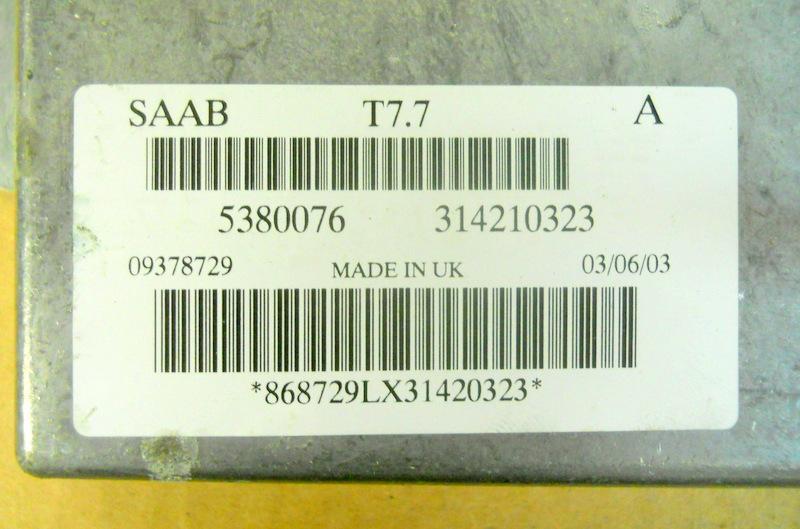 SAAB T7.7 A
5380076 314210323
09378729 MADE IN UK 03/06/03
*868729LX31420323*